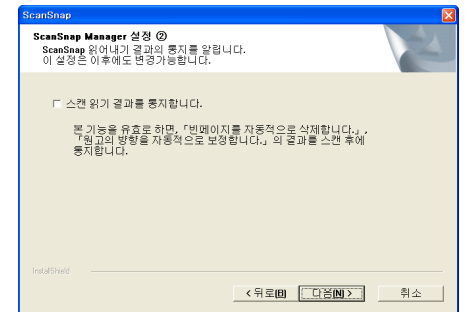 ScanSnap
ScanSnap Manager 설정 ②
ScanSnap 읽어내기 결과의 통지를 알립니다.
이 설정은 이후에도 변경가능합니다.
스캔 읽기 결과를 통지합니다.
본 기능을 유효로 하면, 「빈페이지를 자동적으로 삭제합니다.」,
「원고의 방향을 자동적으로 보정합니다.」의 결과를 스캔 후에
통지합니다.
InstallShield
< 뒤로(B) 다음(N) > 취소